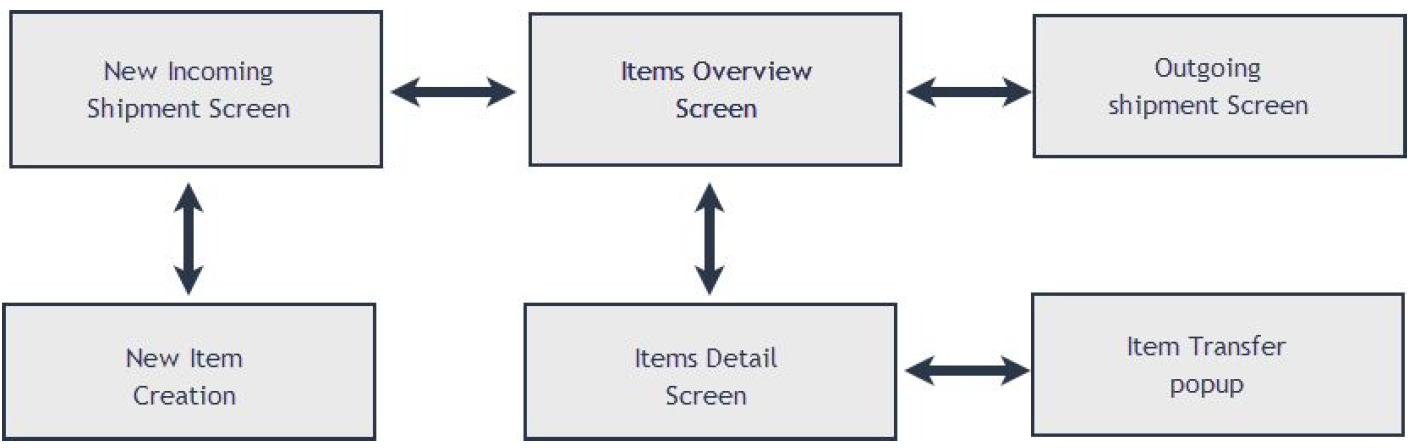 New Incoming
Shipment Screen
Items Overview
Screen
Outgoing
shipment Screen
New Item
Creation
Items Detail
Screen
Item Transfer
popup